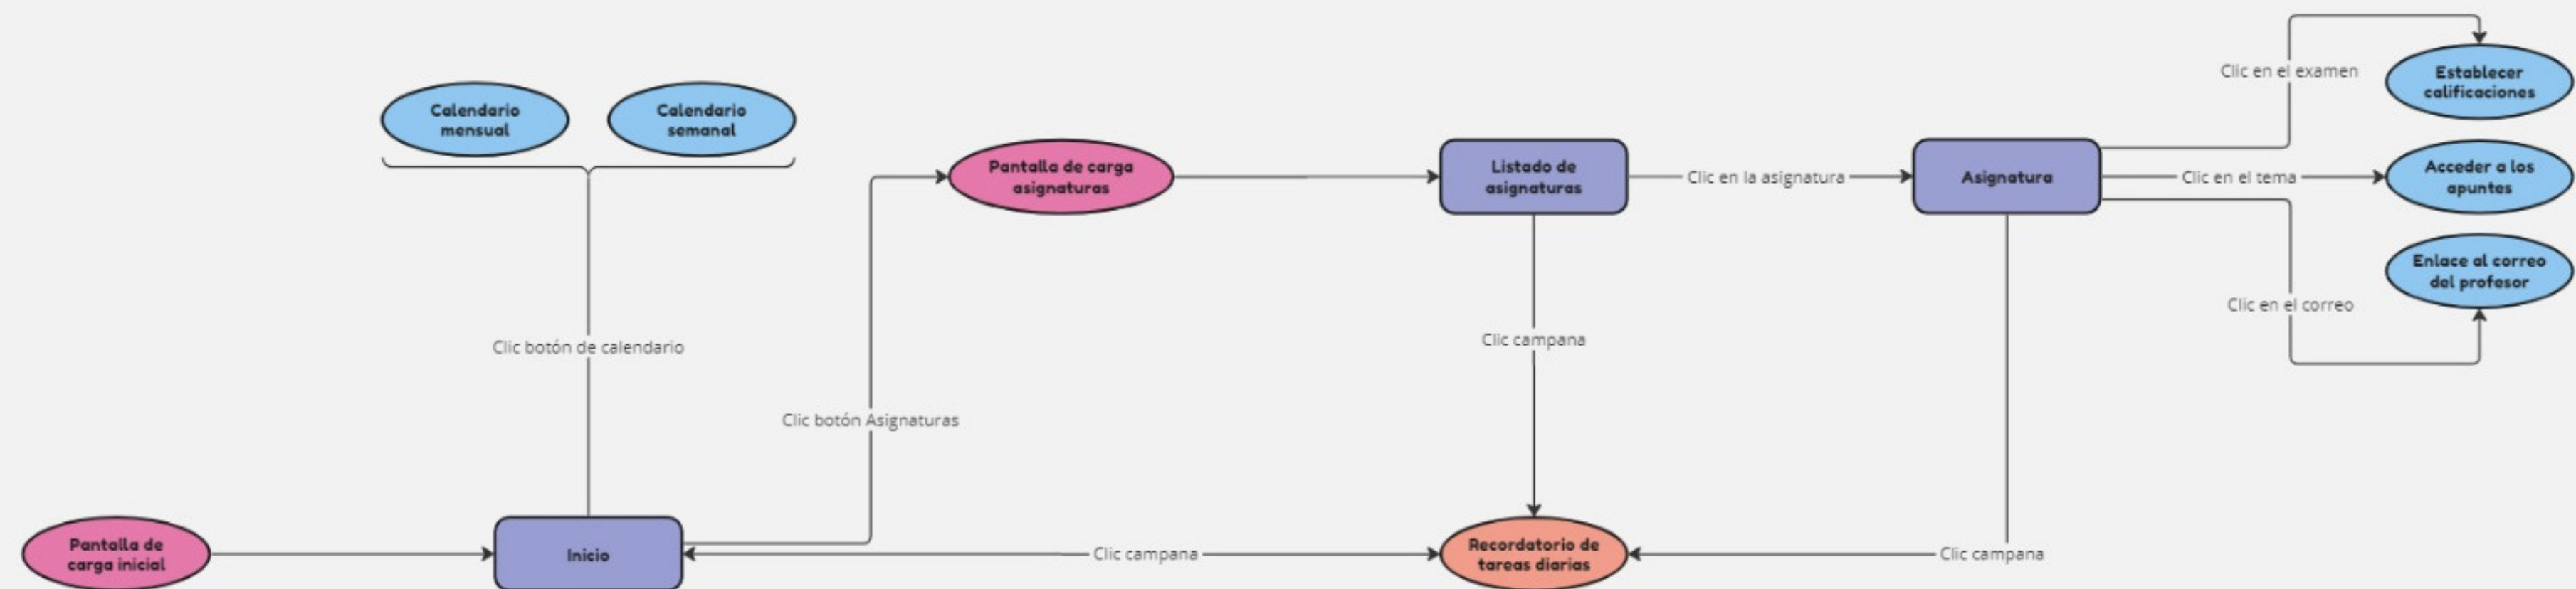 Clic en el examen
Establecer
calificaciones
Calendario
mensual
Calendario
semanal
Pantalla de carga
asignaturas
Listado de
asignaturas
Clic en la asignatura
Asignatura
Clic en el tema
Acceder a los
apuntes
Enlace al correo
del profesor
Clic en el correo
Clic botón de calendario
Clic campana
Clic botón Asignaturas
Pantalla de
carga inicial
Inicio
Clic campana
Recordatorio de
tareas diarias
Clic campana